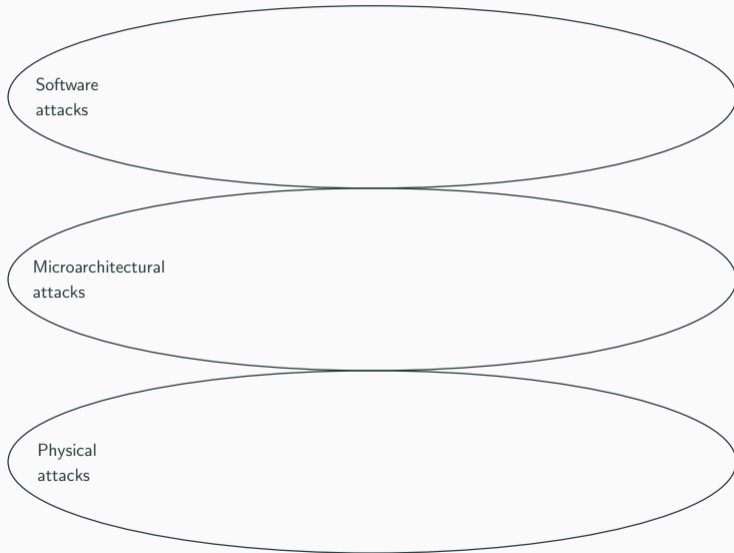 Software
attacks
Microarchitectural
attacks
Physical
attacks